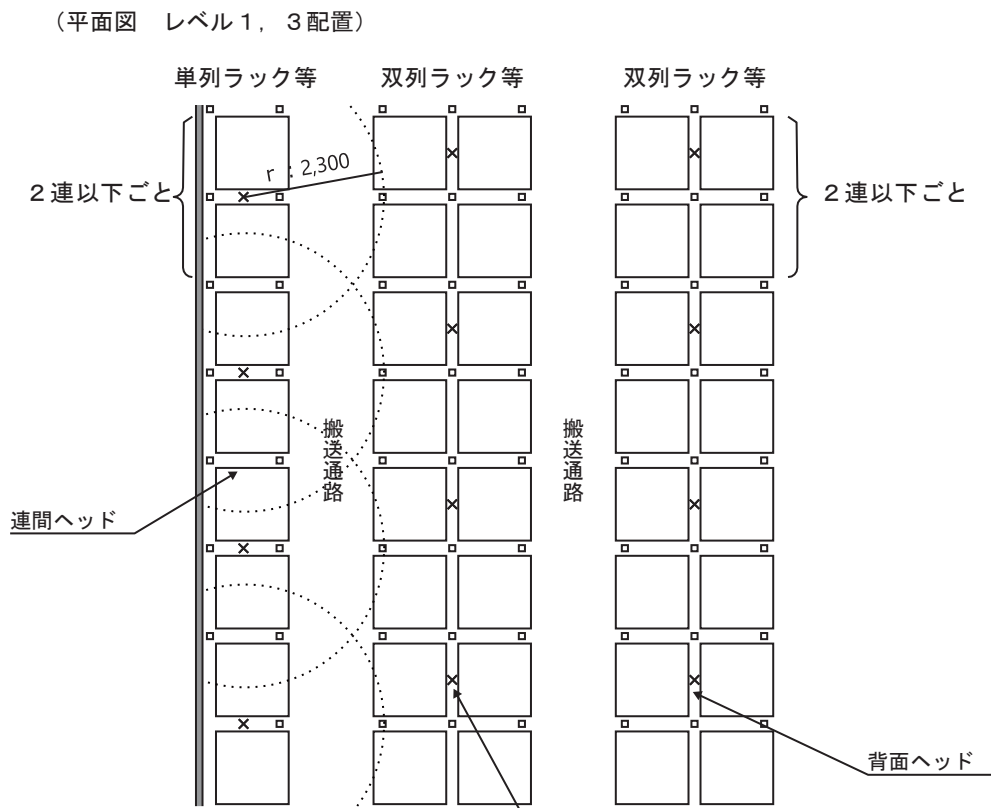 （平面図　レベル１，３配置）
単列ラック等
双列ラック等
双列ラック等
r：2,300
２連以下ごと
２連以下ごと
搬送通路
搬送通路
連間ヘッド
背面ヘッド